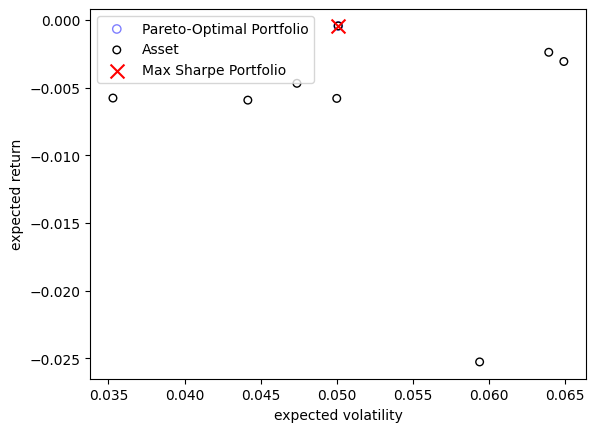 Pareto-Optimal Portfolio
Asset
Max Sharpe Portfolio
0.000
−0.005
−0.010
−0.015
−0.020
−0.025
expected return
0.035 0.040 0.045 0.050 0.055 0.060 0.065
expected volatility